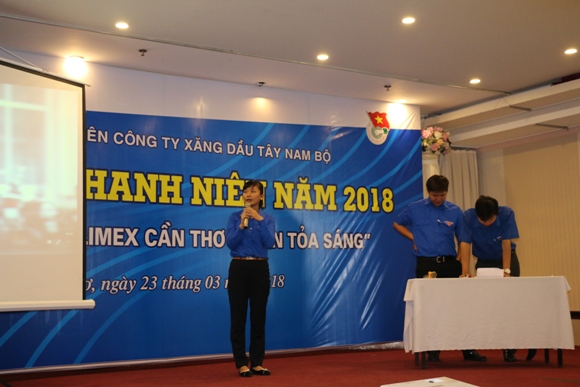 ÊN CÔNG TY XĂNG DẦU TÂY NAM BỘ
HANH NIÊN NĂM 2018
LIMEX CẦN THƠ ỎA SÁNG"
ngày 23 tháng 03 18